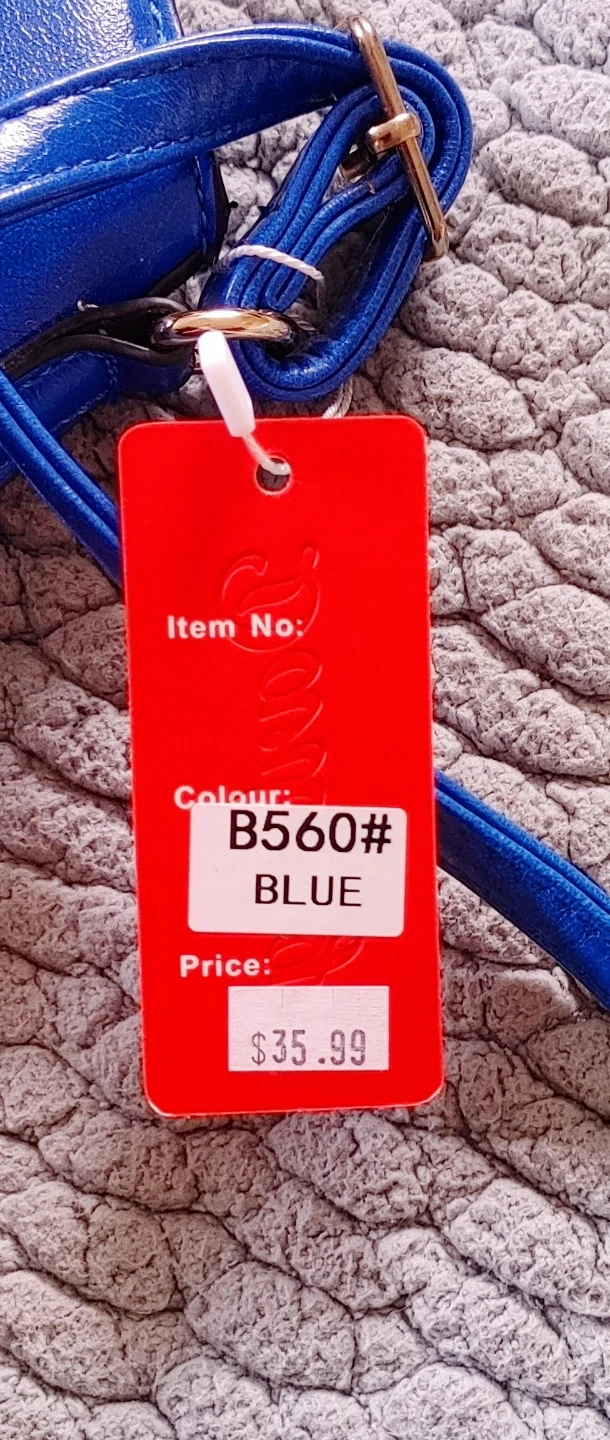 Item No:
Colour:
B560#
BLUE
Price:
$35.99